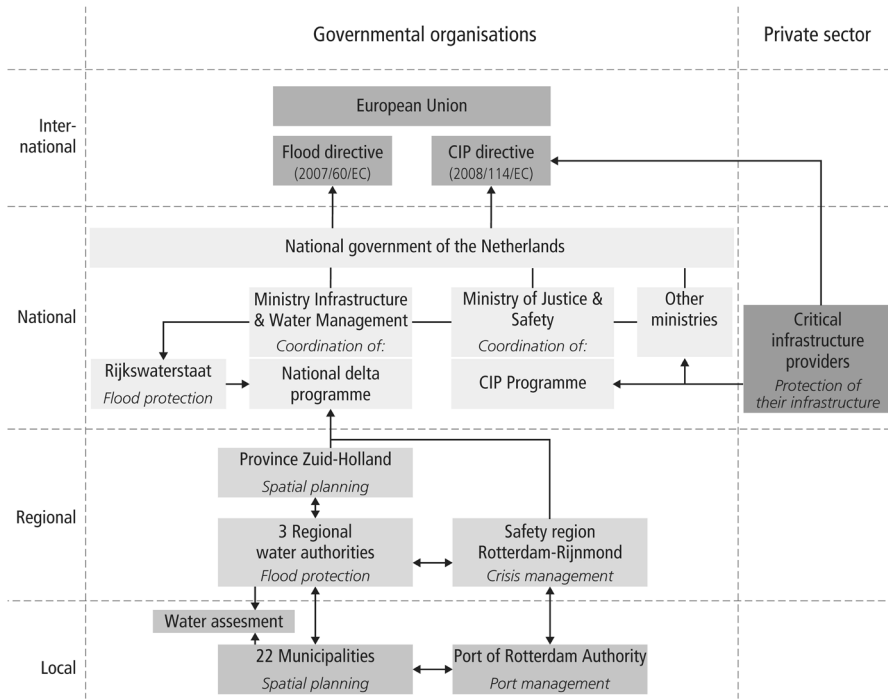 Governmental organisations
Private sector
Inter-
national
European Union
Flood directive
(2007/60/EC)
CIP directive
(2008/114/EC)
National government of the Netherlands
National
Ministry Infrastructure
& Water Management
Coordination of:
Ministry of Justice &
Safety
Coordination of:
Other
ministries
Critical
infrastructure
providers
Protection of
their infrastructure
Rijkswaterstaat
Flood protection
National delta
programme
CIP Programme
Regional
Province Zuid-Holland
Spatial planning
3 Regional
water authorities
Flood protection
Safety region
Rotterdam-Rijnmond
Crisis management
Water assesment
Local
22 Municipalities
Spatial planning
Port of Rotterdam Authority
Port management